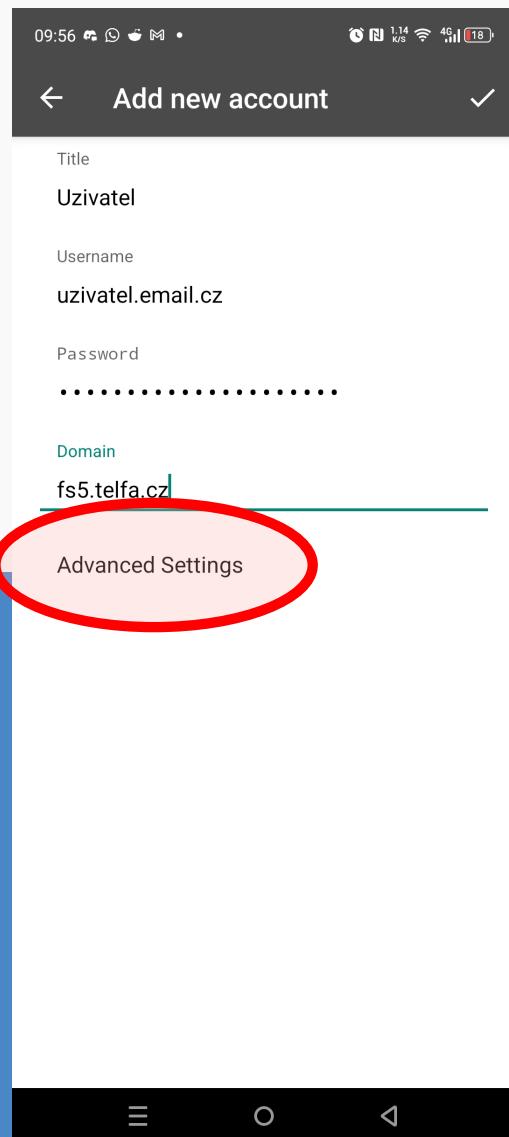 09:56
1.14
K/S
4G
18
Add new account
Title
Uzivatel
Username
uzivatel.email.cz
Password
•••••••••••••••••••••
Domain
fs5.telfa.cz
Advanced Settings